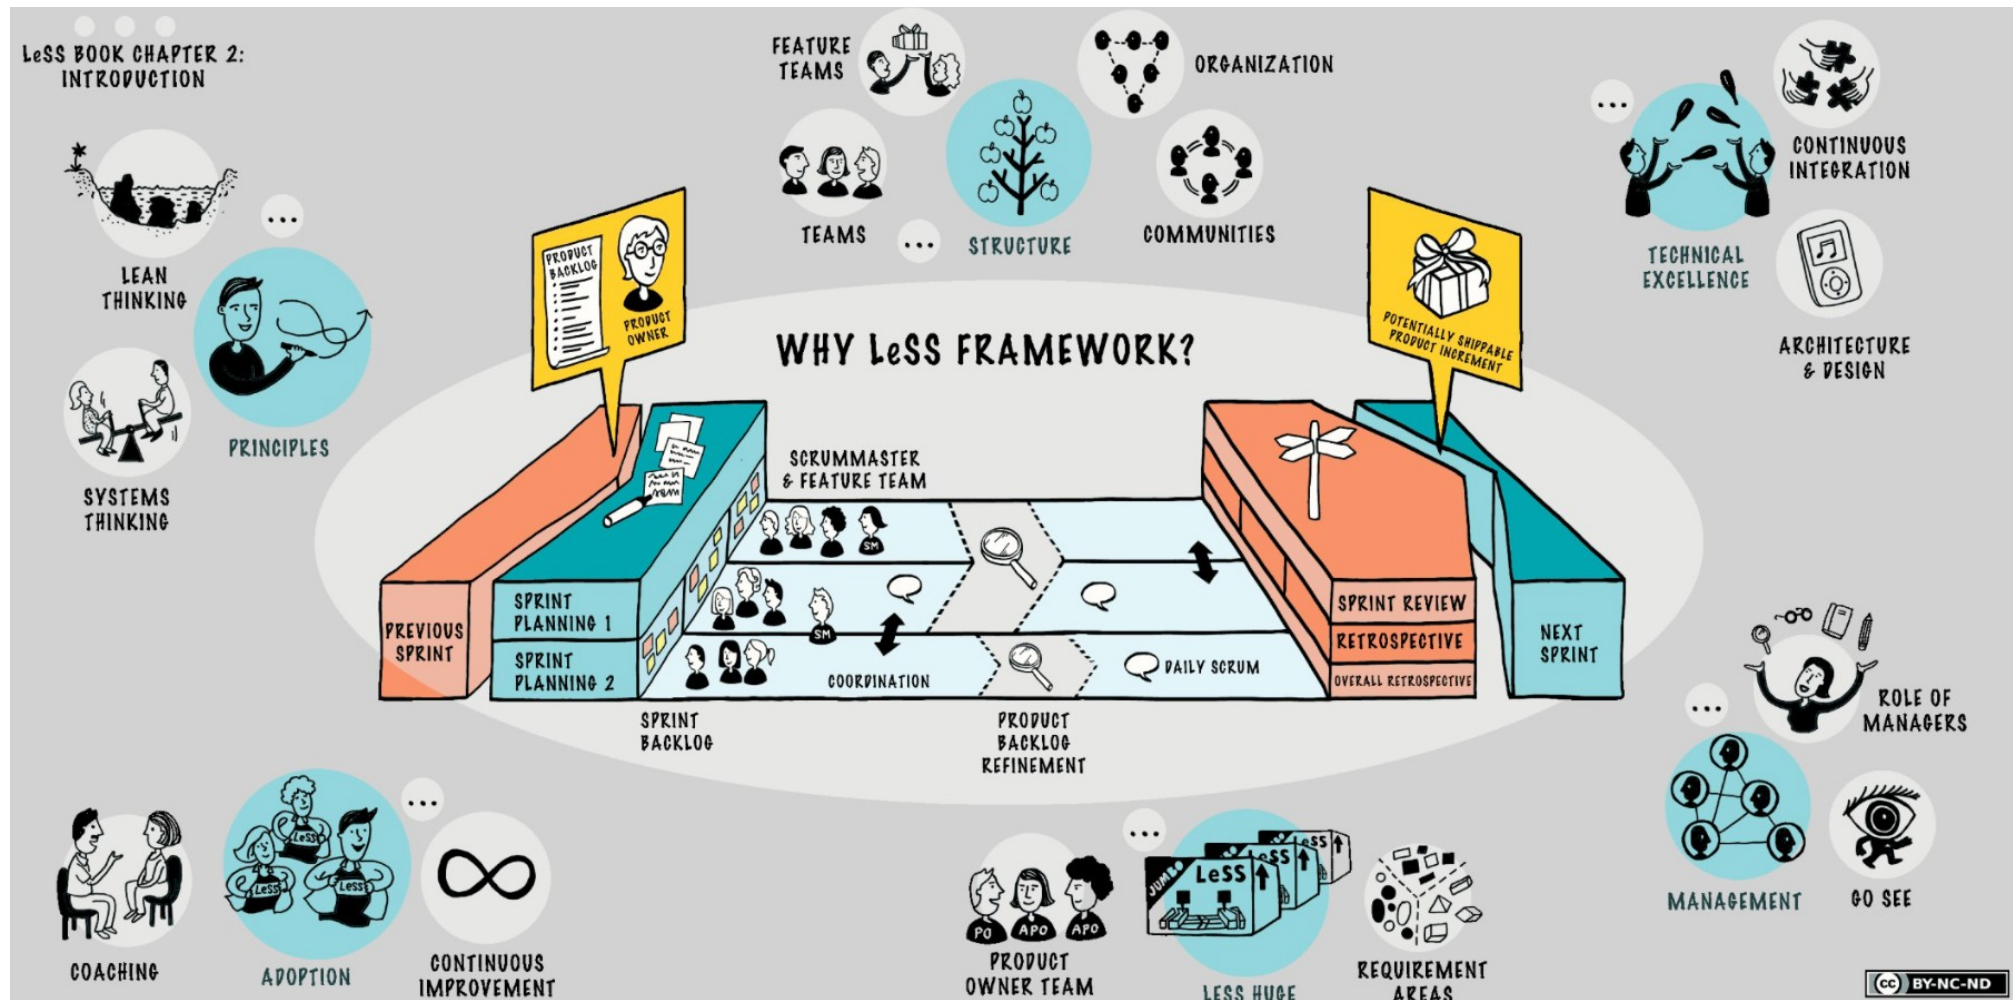 LeSS BOOK CHAPTER 2:
INTRODUCTION
LEAN
THINKING
SYSTEMS
THINKING
PRINCIPLES
FEATURE
TEAMS
ORGANIZATION
TEAMS
STRUCTURE
COMMUNITIES
CONTINUOUS
INTEGRATION
TECHNICAL
EXCELLENCE
ARCHITECTURE
& DESIGN
PRODUCT
BACKLOG
PRODUCT
OWNER
WHY LeSS FRAMEWORK?
POTENTIALLY SHIPPABLE
PRODUCT INCREMENT
SCRUMMASTER
& FEATURE TEAM
SM
SM
PREVIOUS
SPRINT
SPRINT
PLANNING 1
SPRINT
PLANNING 2
COORDINATION
DAILY SCRUM
SPRINT REVIEW
RETROSPECTIVE
OVERALL RETROSPECTIVE
NEXT
SPRINT
SPRINT
BACKLOG
PRODUCT
BACKLOG
REFINEMENT
ROLE OF
MANAGERS
MANAGEMENT
GO SEE
COACHING
LeSS
LeSS
LeSS
ADOPTION
CONTINUOUS
IMPROVEMENT
PO
APO
APO
PRODUCT
OWNER TEAM
JUMBO
LeSS
LeSS HUGE
REQUIREMENT
AREAS
cc BY-NC-ND